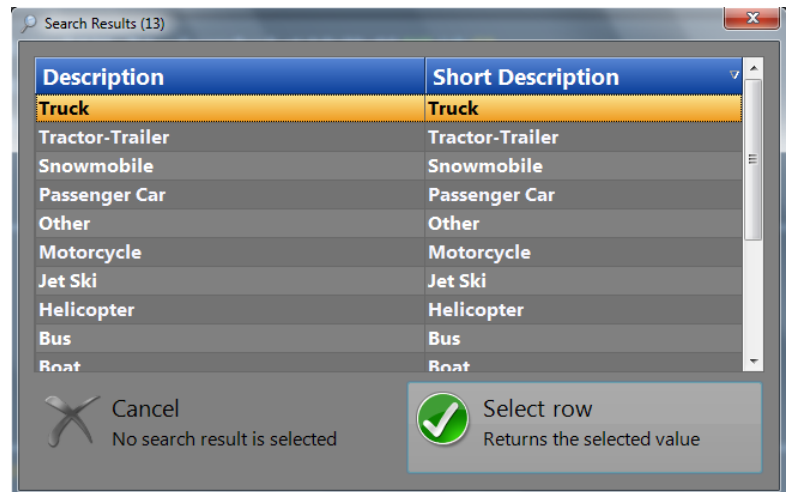 Search Results (13)
Description Short Description
Truck Truck
Tractor-Trailer Tractor-Trailer
Snowmobile Snowmobile
Passenger Car Passenger Car
Other Other
Motorcycle Motorcycle
Jet Ski Jet Ski
Helicopter Helicopter
Bus Bus
Boat Boat
Cancel Select row
No search result is selected Returns the selected value